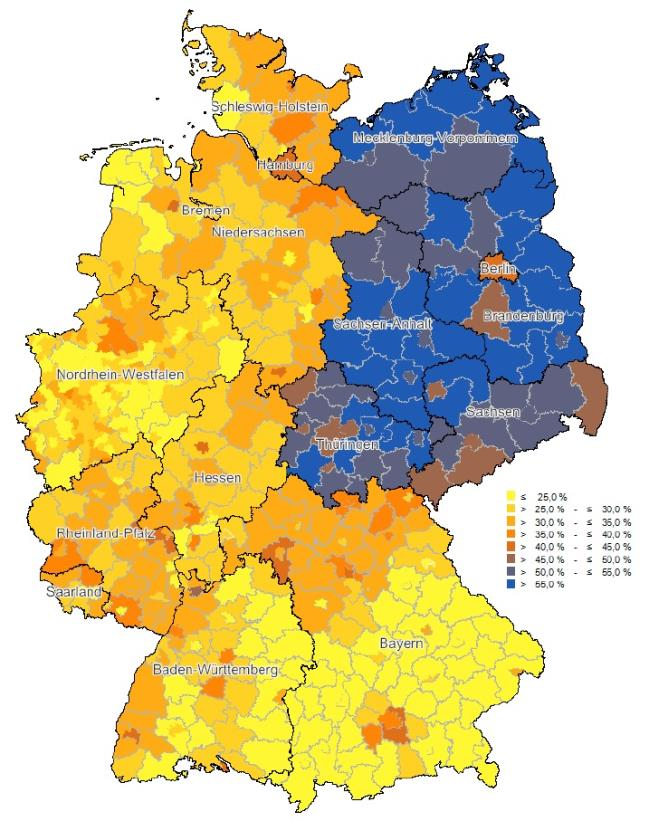 Schleswig-Holstein
Mecklenburg-Vorpommern
Hamburg
Bremen
Niedersachsen
Berlin
Brandenburg
Sachsen-Anhalt
Nordrhein-Westfalen
Sachsen
Thüringen
Hessen
Rheinland-Pfalz
Saarland
Bayern
Baden-Württemberg
≤ 25,0 %
> 25,0 % - ≤ 30,0 %
> 30,0 % - ≤ 35,0 %
> 35,0 % - ≤ 40,0 %
> 40,0 % - ≤ 45,0 %
> 45,0 % - ≤ 50,0 %
> 50,0 % - ≤ 55,0 %
> 55,0 %